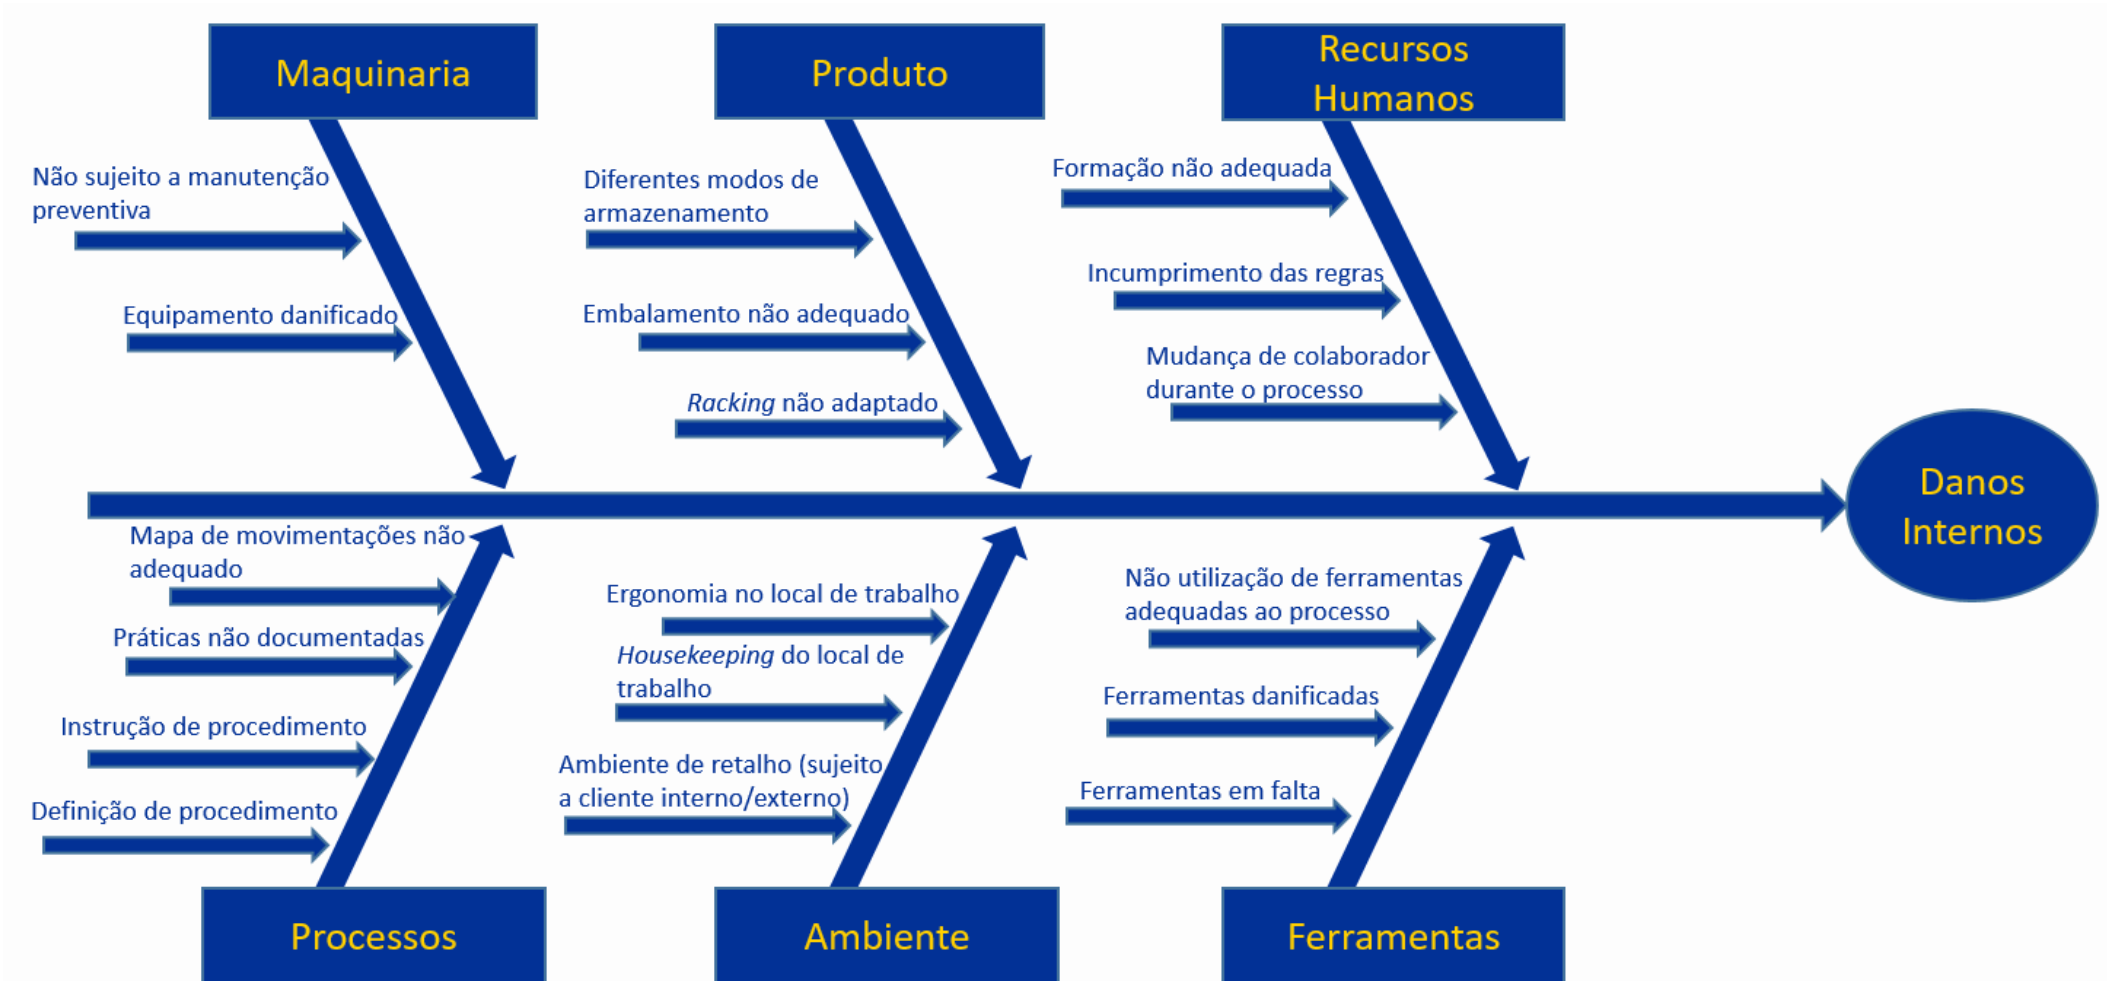 Maquinaria
Produto
Recursos
Humanos
Não sujeito a manutenção
preventiva
Equipamento danificado
Diferentes modos de
armazenamento
Embalamento não adequado
Racking não adaptado
Formação não adequada
Incumprimento das regras
Mudança de colaborador
durante o processo
Danos
Internos
Mapa de movimentações não
adequado
Práticas não documentadas
Instrução de procedimento
Definição de procedimento
Ergonomia no local de trabalho
Housekeeping do local de
trabalho
Ambiente de retalho (sujeito
a cliente interno/externo)
Não utilização de ferramentas
adequadas ao processo
Ferramentas danificadas
Ferramentas em falta
Processos
Ambiente
Ferramentas